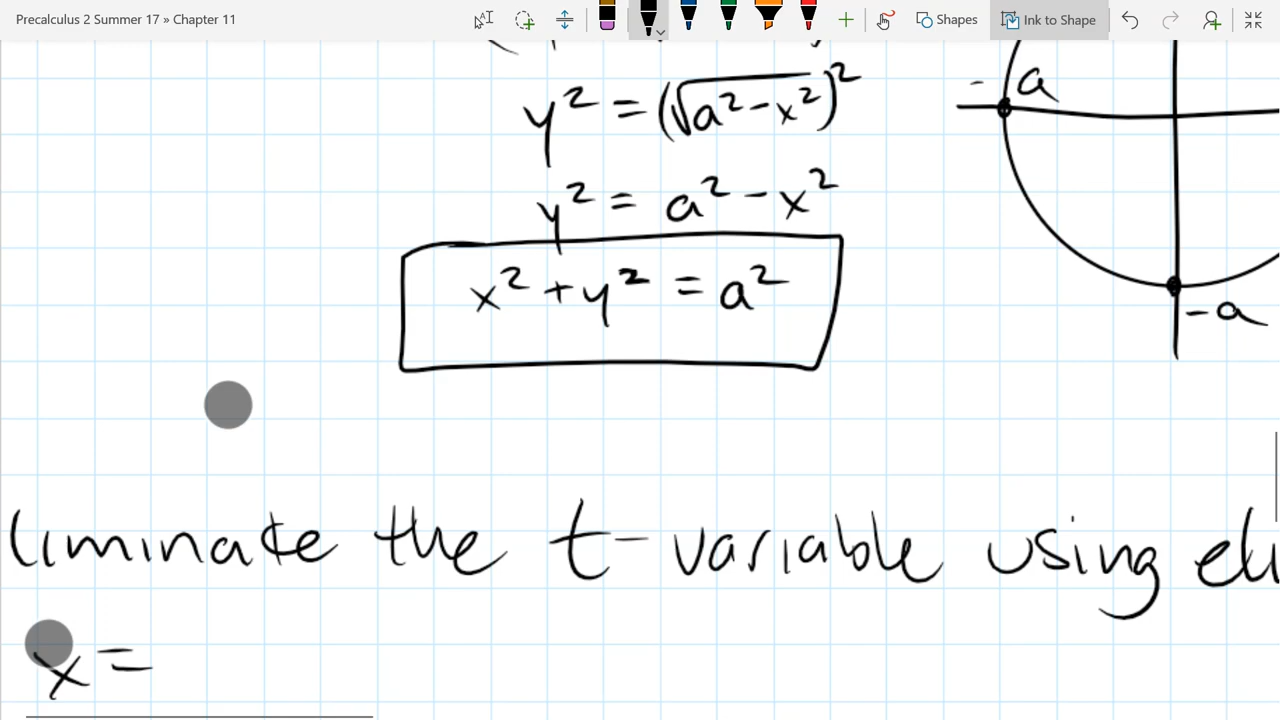 Precalculus 2 Summer 17 » Chapter 11
Shapes
Ink to Shape
y² = (√a²-x²)²
- a
y² = a² - x²
x² + y² = a²
-a
liminate the t-variable using eli
x =